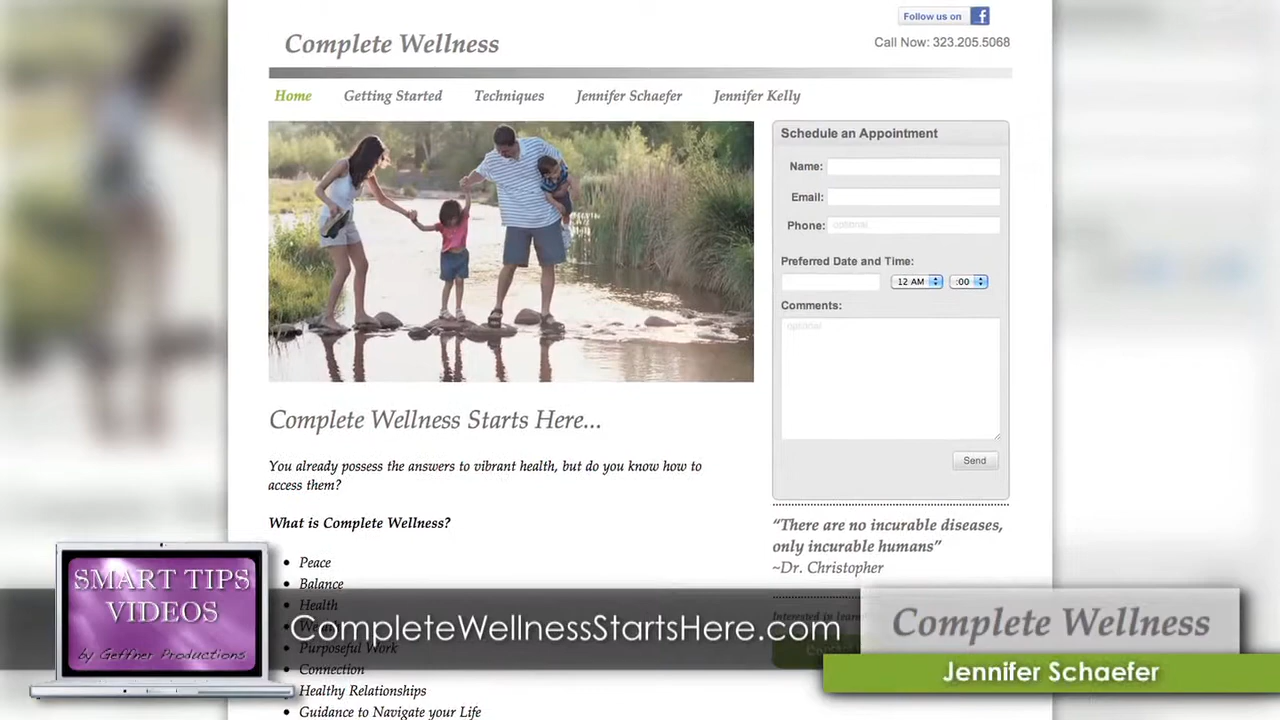 Follow us on f
Complete Wellness
Call Now: 323.205.5068
Home Getting Started Techniques Jennifer Schaefer Jennifer Kelly
Schedule an Appointment
Name:
Email:
Phone: optional
Preferred Date and Time:
12 AM :00
Comments:
optional
Send
Complete Wellness Starts Here...
You already possess the answers to vibrant health, but do you know how to
access them?
What is Complete Wellness?
• Peace
• Balance
• Health
• Purposeful Work
• Connection
• Healthy Relationships
• Guidance to Navigate your Life
“There are no incurable diseases,
only incurable humans”
~Dr. Christopher
Interested in
SMART TIPS
VIDEOS
by Geffner Productions
CompleteWellnessStartsHere.com
Complete Wellness
Jennifer Schaefer